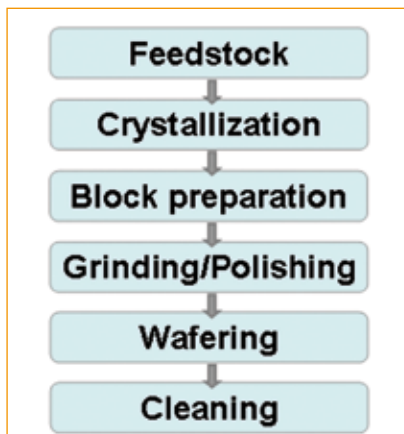 Feedstock
Crystallization
Block preparation
Grinding/Polishing
Wafering
Cleaning